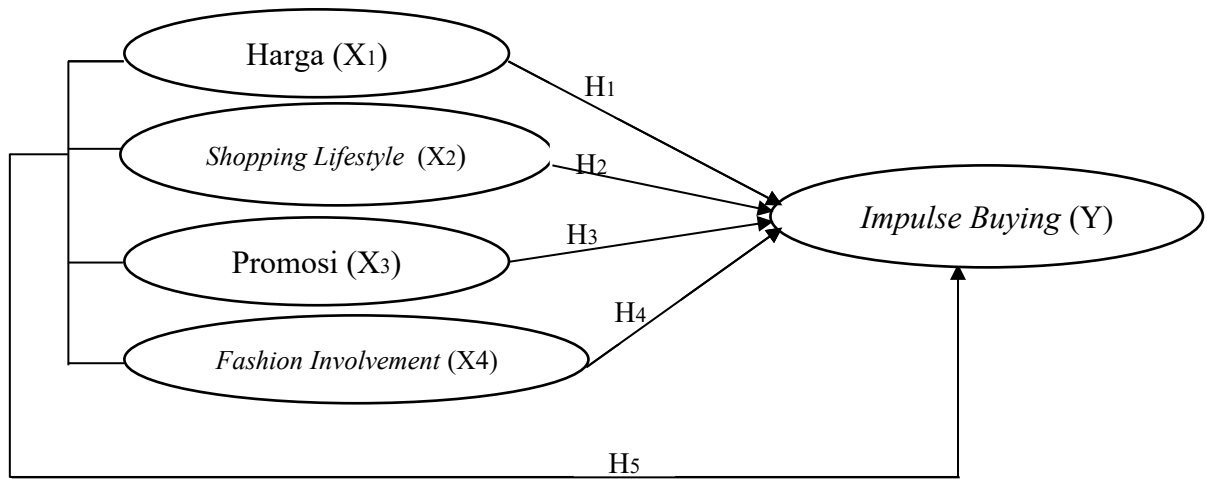 Harga (X1)
H1
Shopping Lifestyle (X2)
H2
Impulse Buying (Y)
H3
Promosi (X3)
H4
Fashion Involvement (X4)
H5